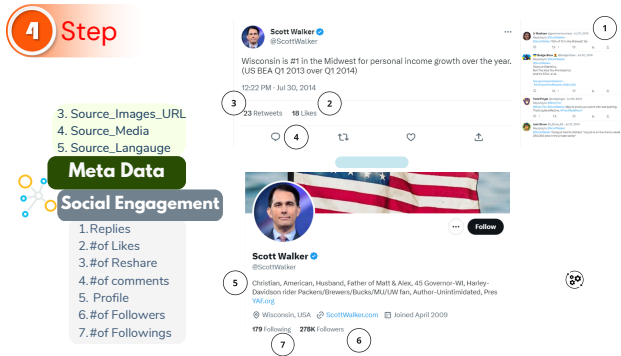 4 Step
3. Source_Images_URL
4. Source_Media
5. Source_Langauge
Meta Data
Social Engagement
1. Replies
2. #of Likes
3. #of Reshare
4. #of comments
5. Profile
6. #of Followers
7. #of Followings
Scott Walker
@ScottWalker
Wisconsin is #1 in the Midwest for personal income growth over the year.
(US BEA Q1 2013 over Q1 2014)
12:22 PM · Jul 30, 2014
3
2
23 Retweets 18 Likes
4
1
Scott Walker
Follow
@ScottWalker
5
Christian, American, Husband, Father of Matt & Alex, 45 Governor-WI, Harley-
Davidson rider Packers/Brewers/Bucks/MU/UW fan, Author-Unintimidated, Pres
YAF.org
Wisconsin, USA ScottWalker.com Joined April 2009
179 Following 278K Followers
7
6